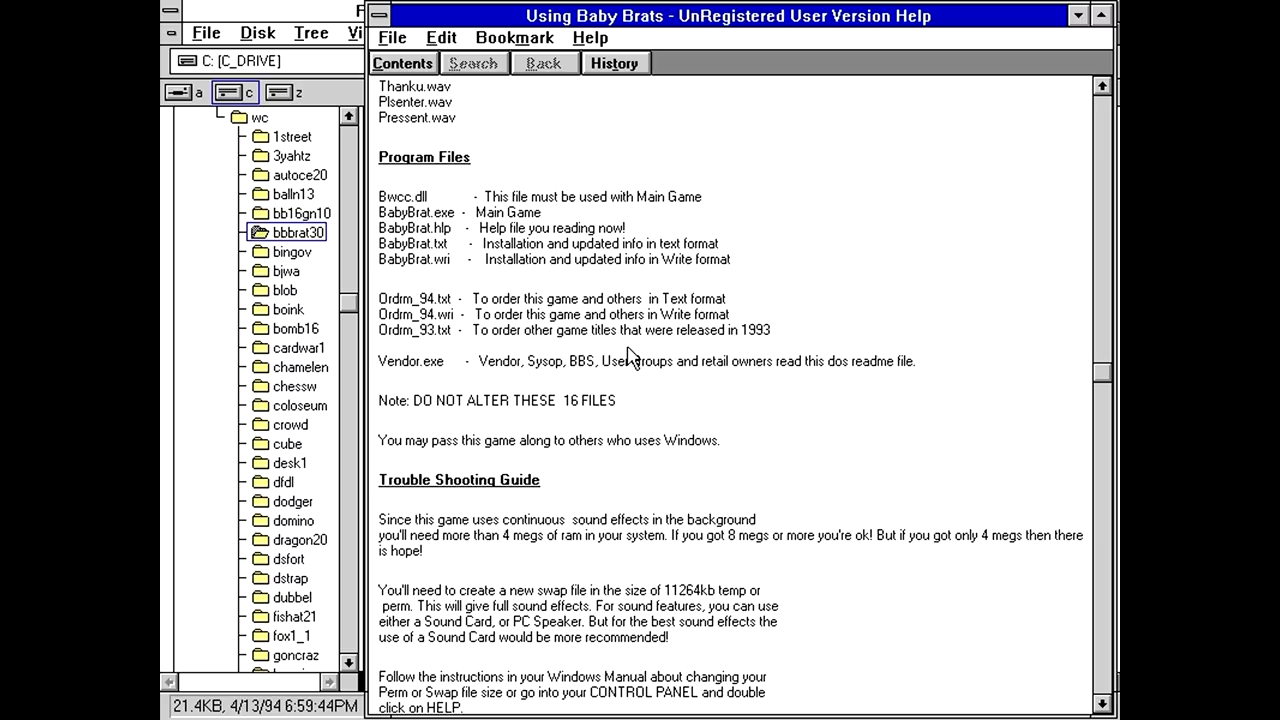 F
File Disk Tree Vi
C: [C_DRIVE]
a c z
wc
1street
3yahtz
autoce20
balln13
bb16gn10
bbbrat30
bingov
bjwa
blob
boink
bomb16
cardwar1
chamelen
chessw
coloseum
crowd
cube
desk1
dfdl
dodger
domino
dragon20
dsfort
dstrap
dubbel
fishat21
fox1_1
goncraz
21.4KB, 4/13/94 6:59:44PM
Using Baby Brats - UnRegistered User Version Help
File Edit Bookmark Help
Contents Search Back History
Thanku.wav
Plsenter.wav
Pressent.wav
Program Files
Bwcc.dll - This file must be used with Main Game
BabyBrat.exe - Main Game
BabyBrat.hlp - Help file you reading now!
BabyBrat.txt - Installation and updated info in text format
BabyBrat.wri - Installation and updated info in Write format
Ordrm_94.txt - To order this game and others in Text format
Ordrm_94.wri - To order this game and others in Write format
Ordrm_93.txt - To order other game titles that were released in 1993
Vendor.exe - Vendor, Sysop, BBS, User groups and retail owners read this dos readme file.
Note: DO NOT ALTER THESE 16 FILES
You may pass this game along to others who uses Windows.
Trouble Shooting Guide
Since this game uses continuous sound effects in the background
you'll need more than 4 megs of ram in your system. If you got 8 megs or more you're ok! But if you got only 4 megs then there
is hope!
You'll need to create a new swap file in the size of 11264kb temp or
perm. This will give full sound effects. For sound features, you can use
either a Sound Card, or PC Speaker. But for the best sound effects the
use of a Sound Card would be more recommended!
Follow the instructions in your Windows Manual about changing your
Perm or Swap file size or go into your CONTROL PANEL and double
click on HELP.